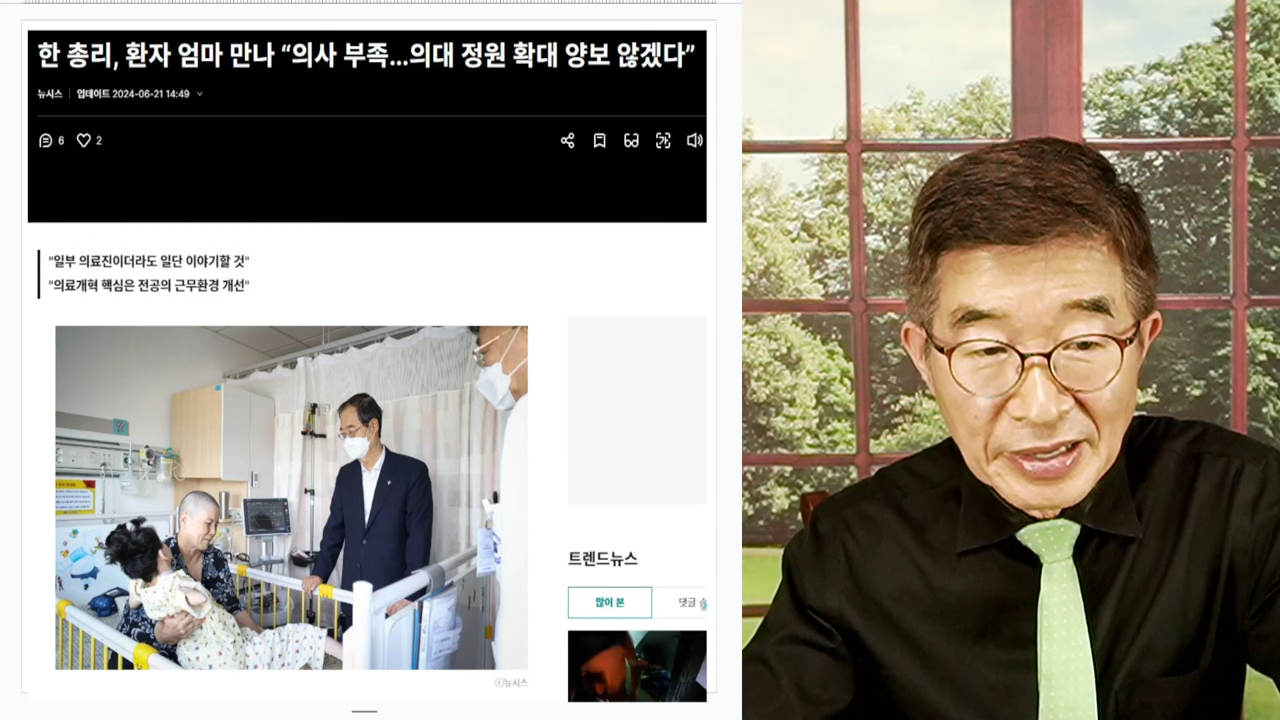 한 총리, 환자 엄마 만나 “의사 부족...의대 정원 확대 양보 않겠다”
뉴시스 업데이트 2024-06-21 14:49
6 2
"일부 의료진이더라도 일단 이야기할 것"
"의료개혁 핵심은 전공의 근무환경 개선"
트렌드뉴스
많이 본 댓글
ⓒ뉴시스